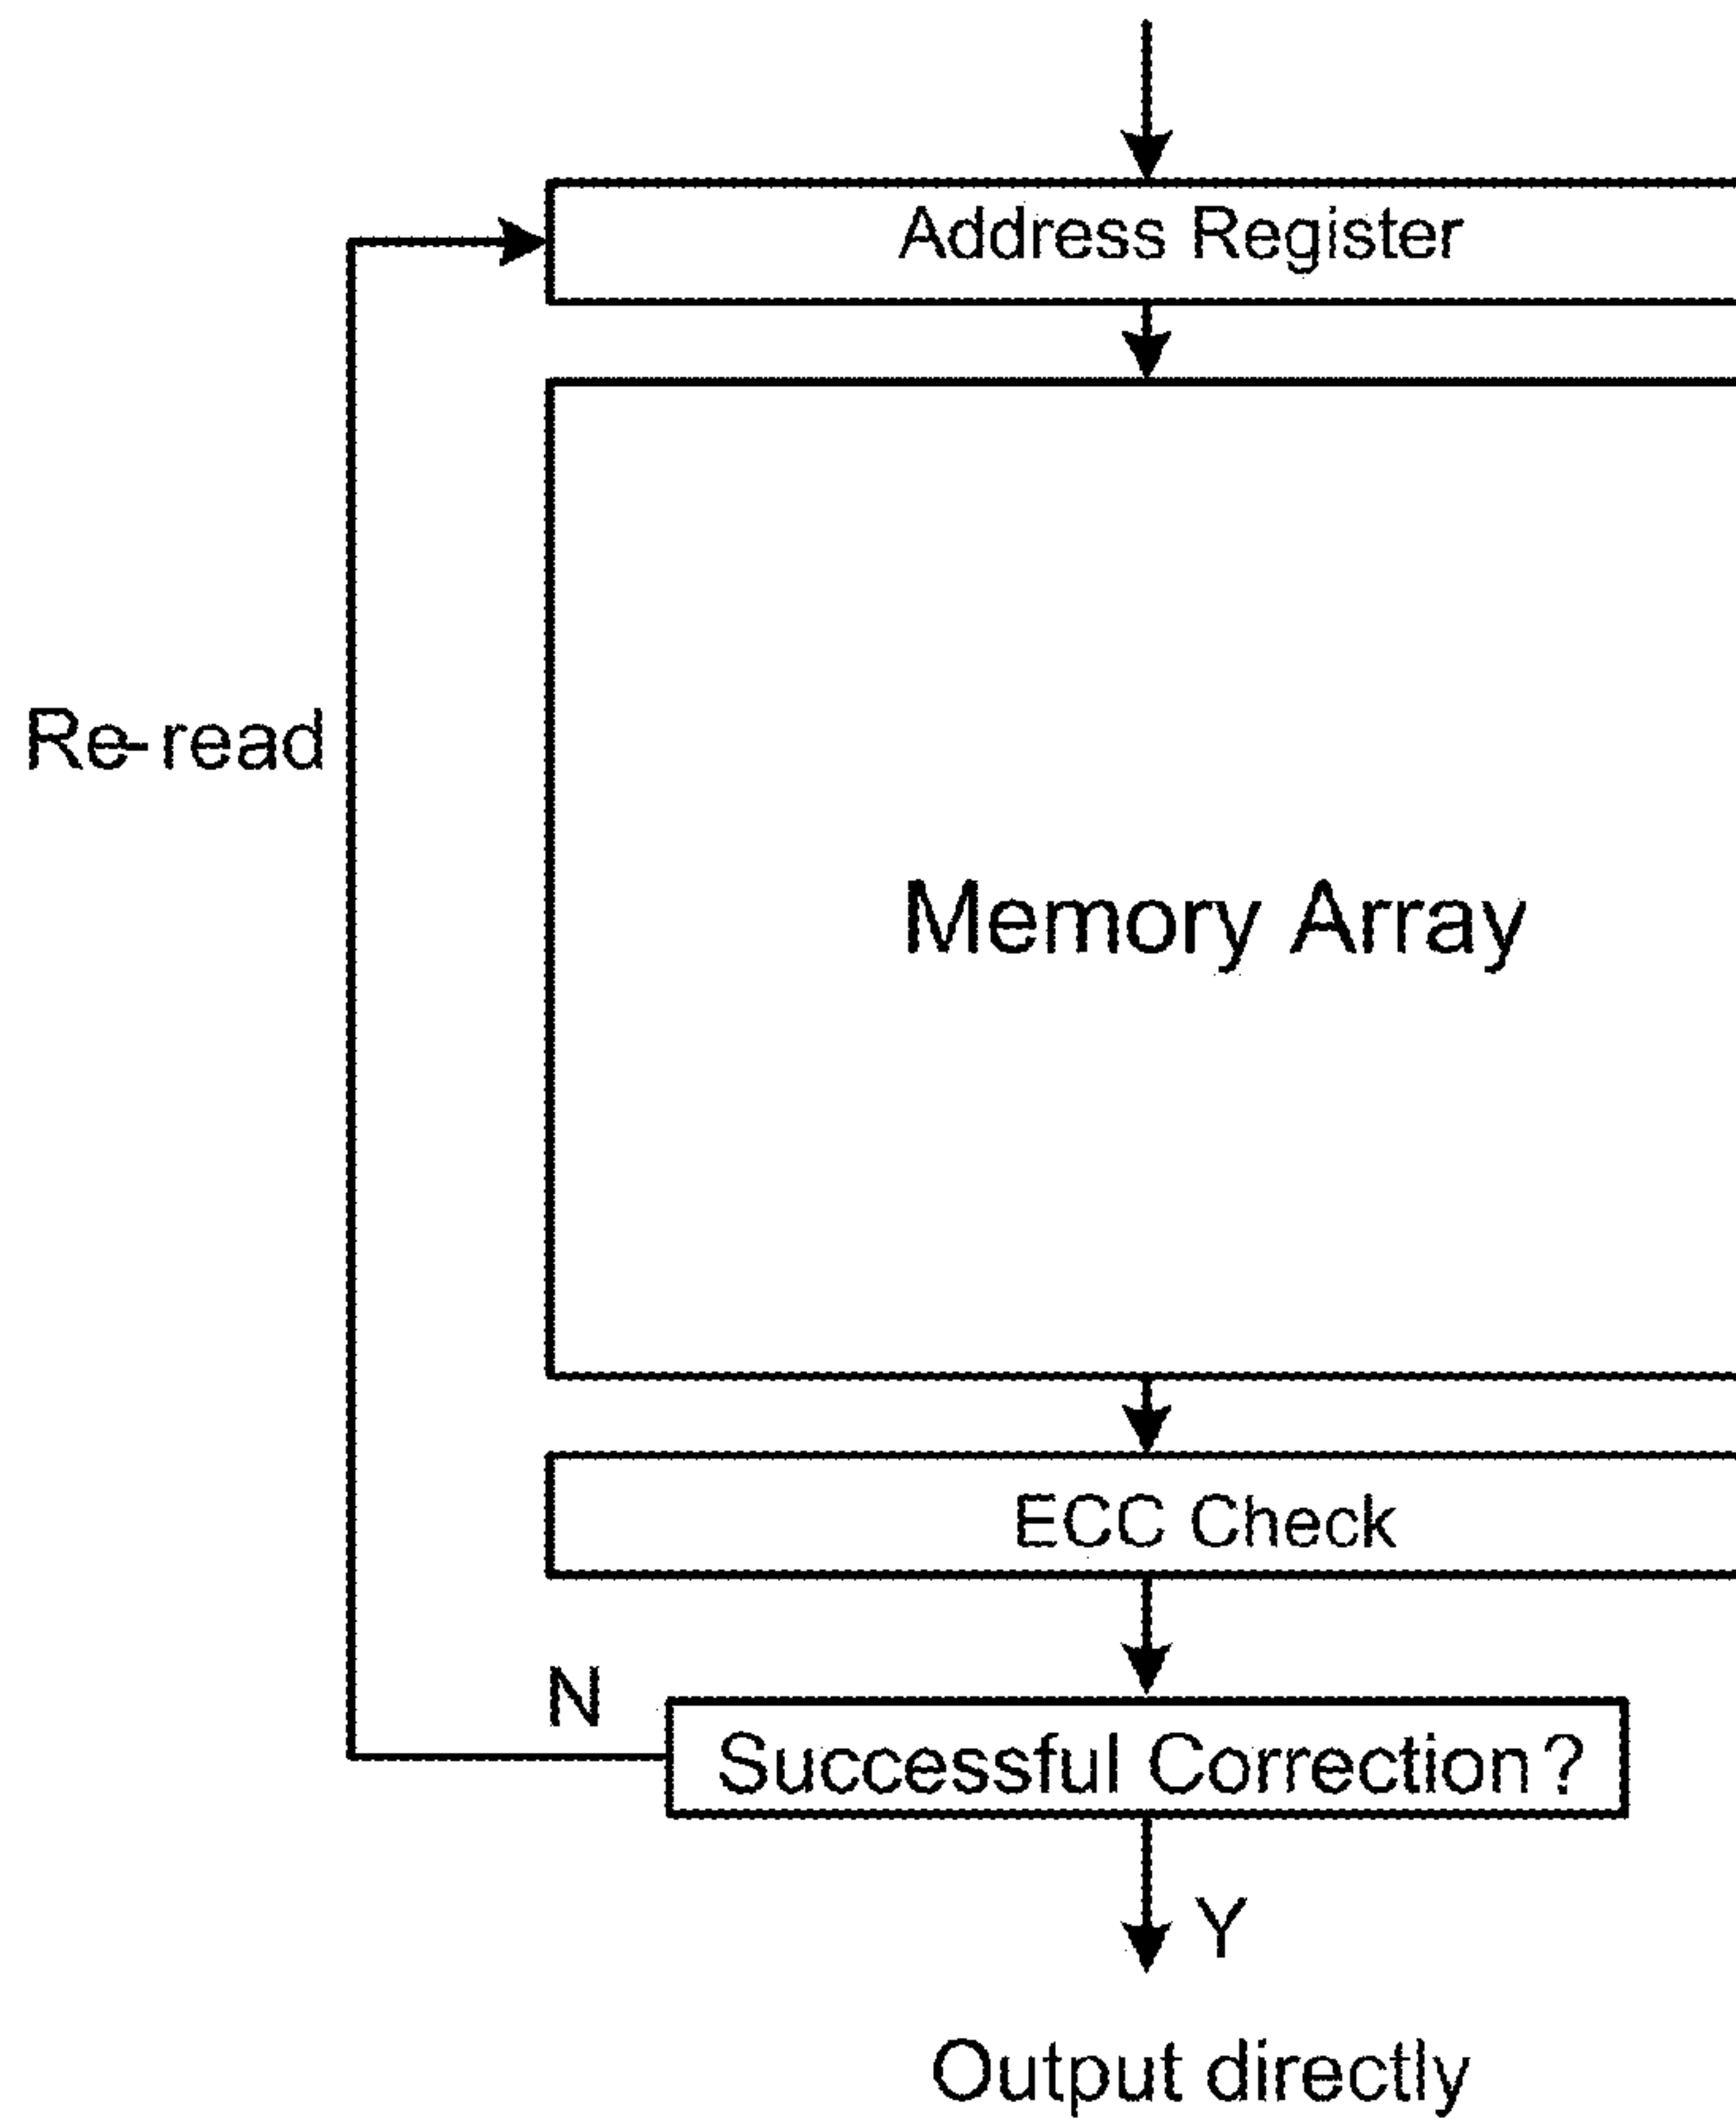 Address Register
Re-read
Memory Array
ECC Check
N
Successful Correction?
Y
Output directly